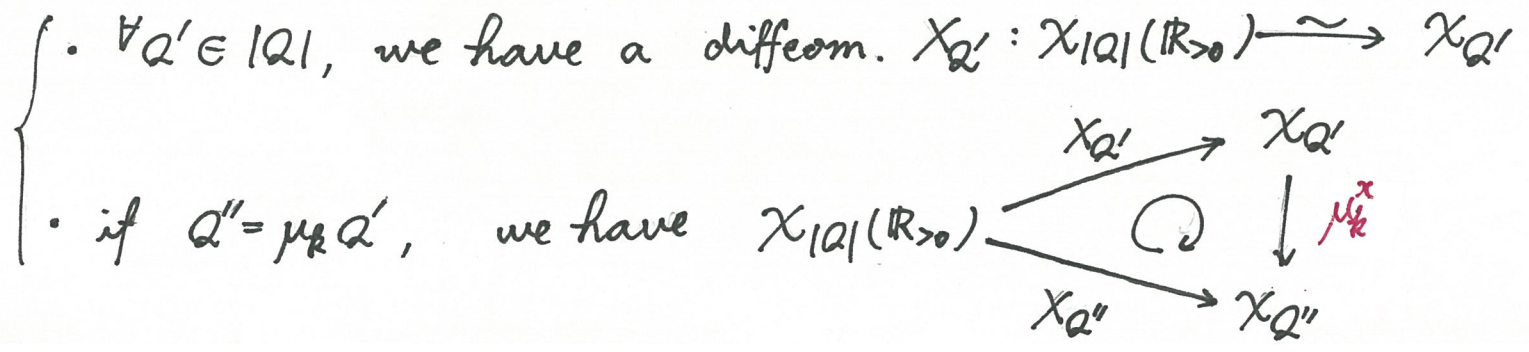 • ∀Q' ∈ |Q|, we have a diffeom. X_{Q'} : 𝒳_{|Q|}(ℝ_{>0}) ⥲ 𝒳_{Q'}
X_{Q'} 𝒳_{Q'}
• if Q'' = μ_k Q', we have 𝒳_{|Q|}(ℝ_{>0}) ↻ ↓ μ_k^x
X_{Q''} 𝒳_{Q''}